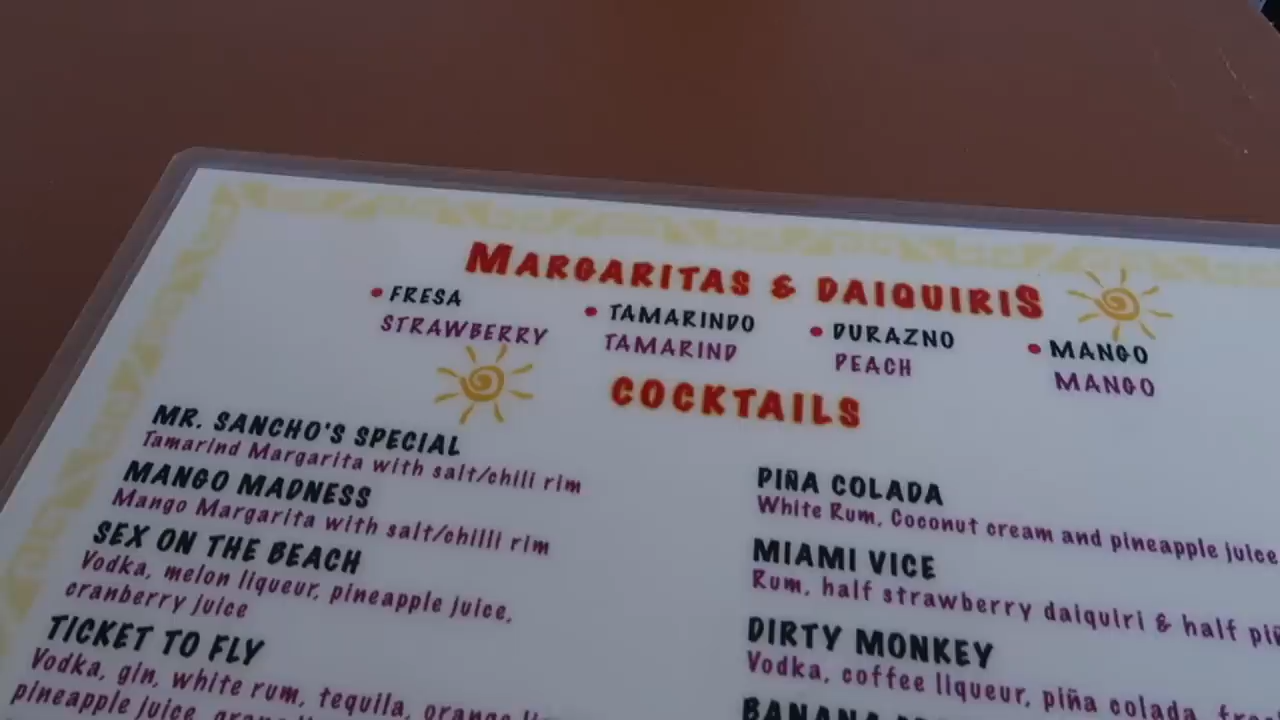 MARGARITAS & DAIQUIRIS
• FRESA
STRAWBERRY
• TAMARINDO
TAMARIND
• DURAZNO
PEACH
• MANGO
MANGO
COCKTAILS
MR. SANCHO'S SPECIAL
Tamarind Margarita with salt/chili rim
MANGO MADNESS
Mango Margarita with salt/chilli rim
SEX ON THE BEACH
Vodka, melon liqueur, pineapple juice,
cranberry juice
TICKET TO FLY
Vodka, gin, white rum, tequila, orange
pineapple juice,
PIÑA COLADA
White Rum, Coconut cream and pineapple juice
MIAMI VICE
Rum, half strawberry daiquiri & half
DIRTY MONKEY
Vodka, coffee liqueur, piña colada,
BANANA